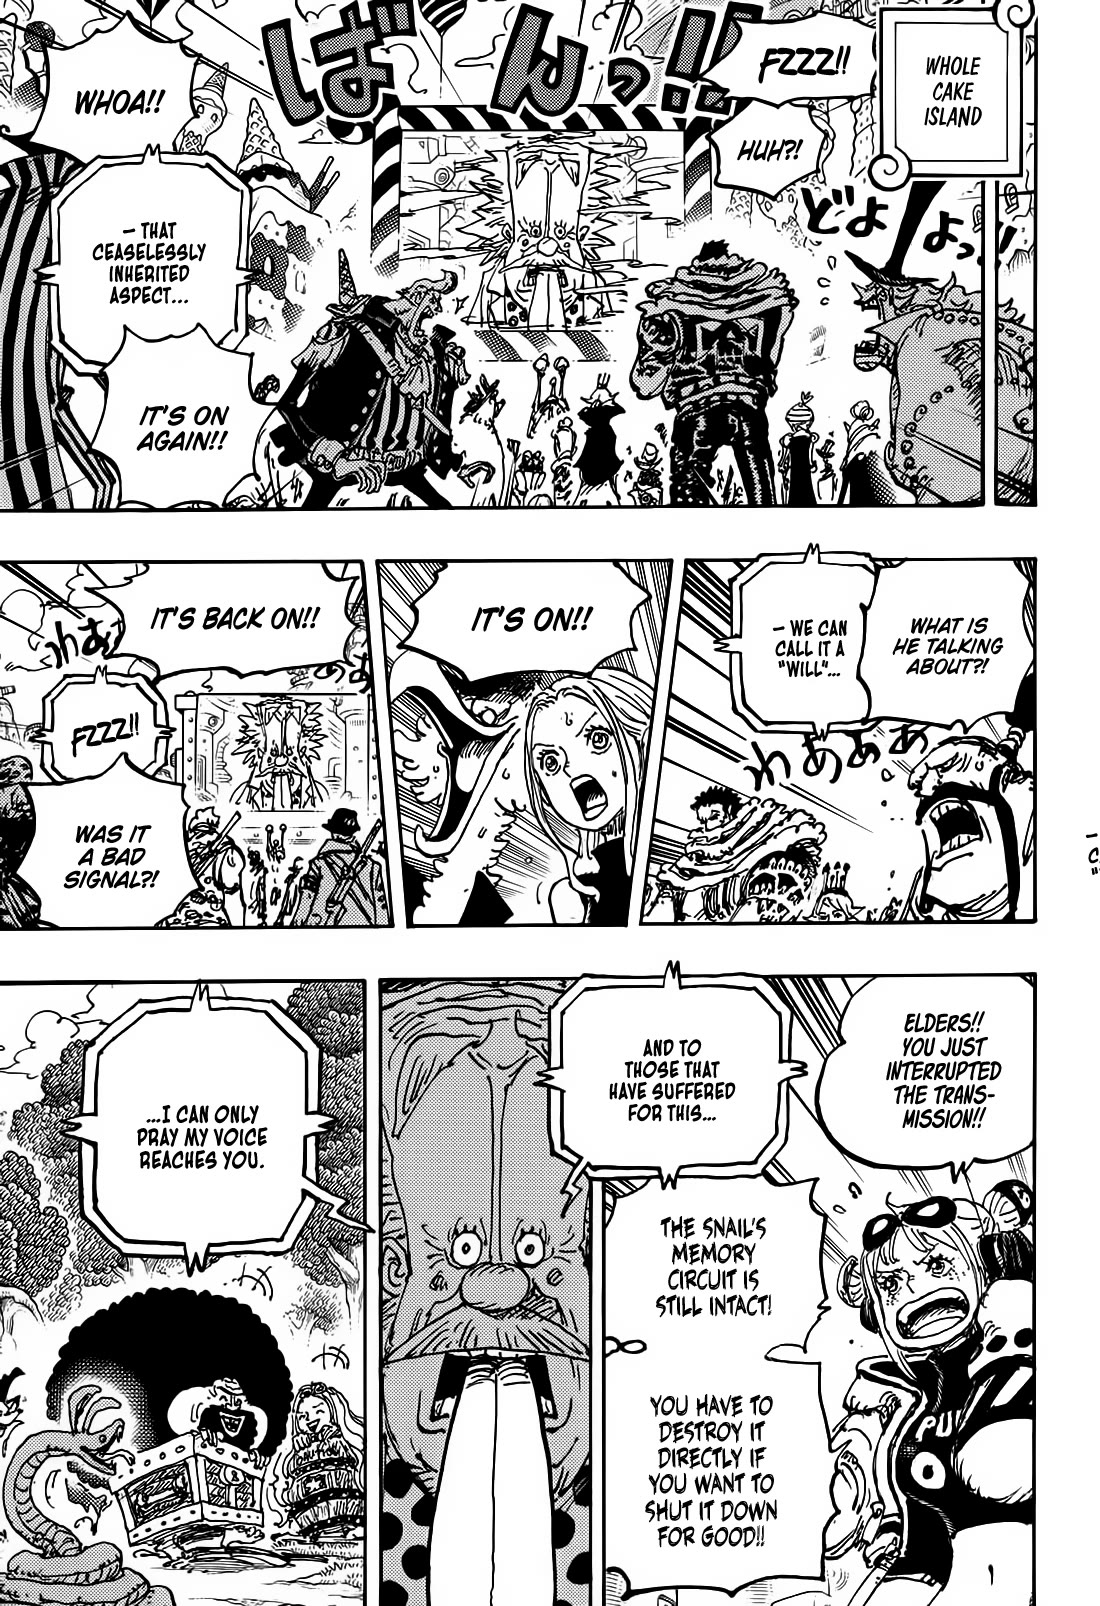 WHOLE
CAKE
ISLAND
FZZZ!!
HUH?!
どよ
よっ!!
ばんっ!!
WHOA!!
– THAT
CEASELESSLY
INHERITED
ASPECT...
IT'S ON
AGAIN!!
WHAT IS
HE TALKING
ABOUT?!
– WE CAN
CALL IT A
"WILL"...
わあああ
IT'S ON!!
IT'S BACK ON!!
わああ
FZZZ!!
WAS IT
A BAD
SIGNAL?!
ELDERS!!
YOU JUST
INTERRUPTED
THE TRANS-
MISSION!!
THE SNAIL'S
MEMORY
CIRCUIT IS
STILL INTACT!
YOU HAVE TO
DESTROY IT
DIRECTLY IF
YOU WANT TO
SHUT IT DOWN
FOR GOOD!!
PU
AND TO
THOSE THAT
HAVE SUFFERED
FOR THIS...
...I CAN ONLY
PRAY MY VOICE
REACHES YOU.